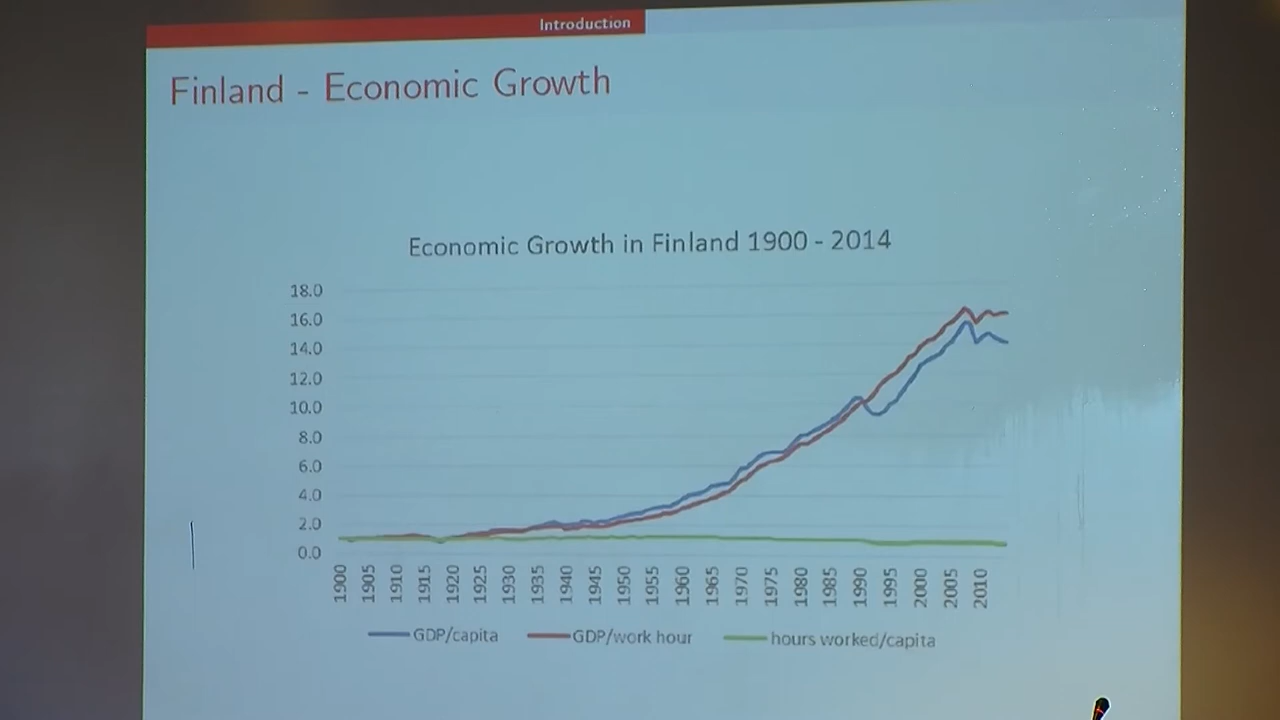 Introduction
Finland - Economic Growth
Economic Growth in Finland 1900 - 2014
18.0
16.0
14.0
12.0
10.0
8.0
6.0
4.0
2.0
0.0
1900 1905 1910 1915 1920 1925 1930 1935 1940 1945 1950 1955 1960 1965 1970 1975 1980 1985 1990 1995 2000 2005 2010
GDP/capita GDP/work hour hours worked/capita